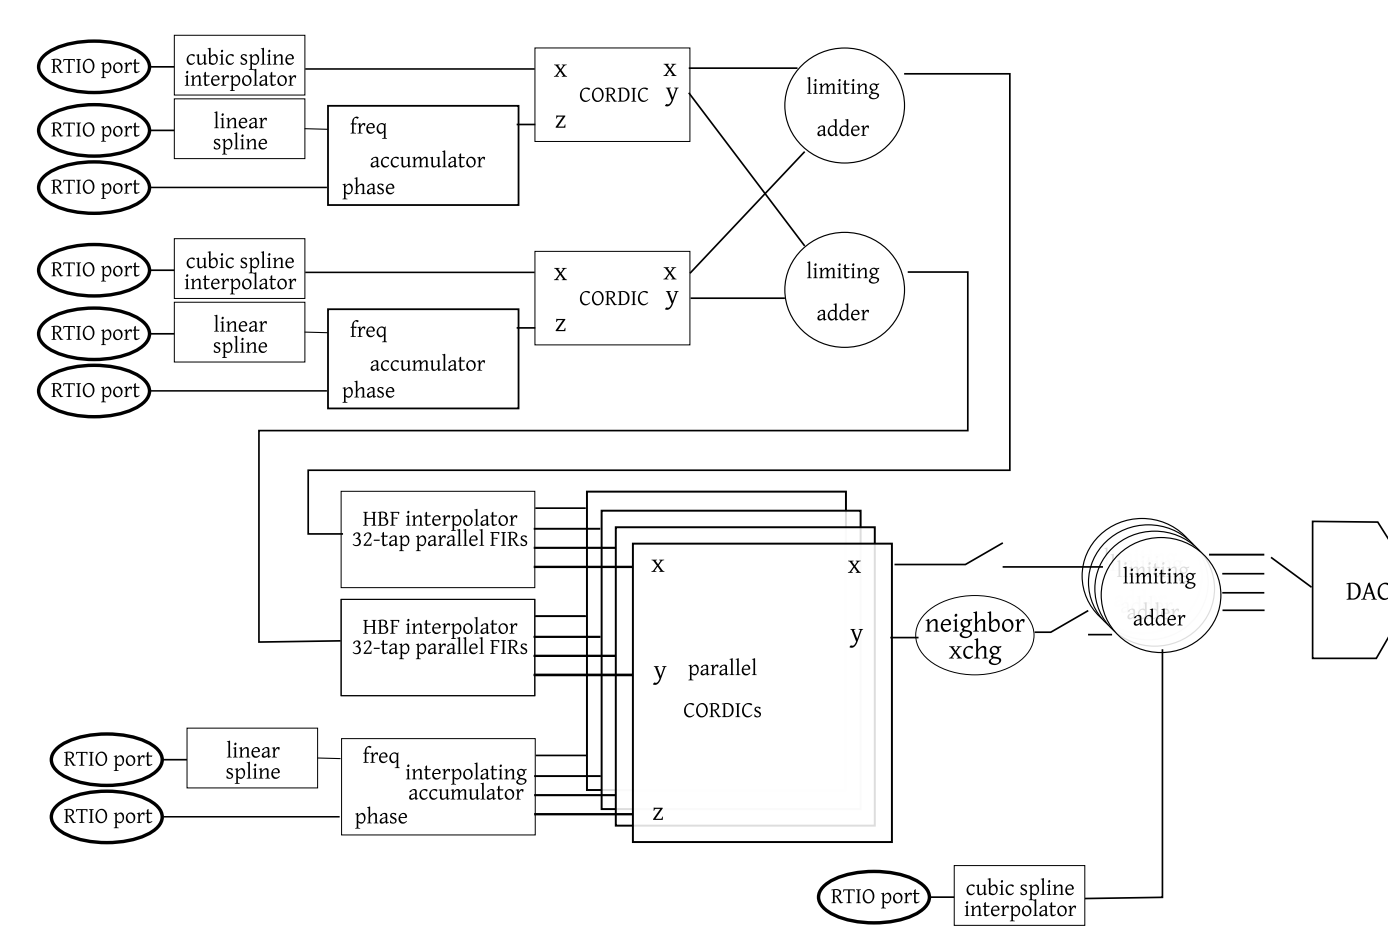 RTIO port
cubic spline
interpolator
RTIO port
linear
spline
RTIO port
freq
accumulator
phase
x
CORDIC
z
x
y
limiting
adder
RTIO port
cubic spline
interpolator
RTIO port
linear
spline
RTIO port
freq
accumulator
phase
x
CORDIC
z
x
y
limiting
adder
HBF interpolator
32-tap parallel FIRs
HBF interpolator
32-tap parallel FIRs
RTIO port
linear
spline
RTIO port
freq
interpolating
accumulator
phase
x
y
z
parallel
CORDICs
x
y
neighbor
xchg
limiting
adder
DAC
RTIO port
cubic spline
interpolator